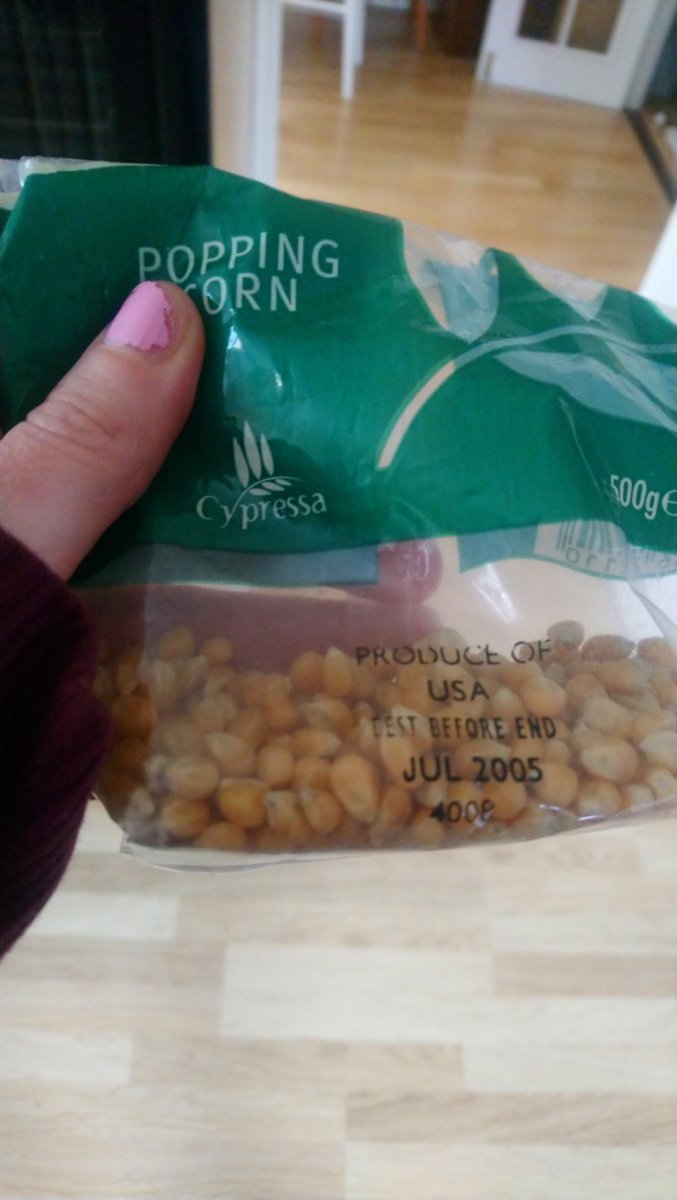 POPPING
CORN
Cypressa
500g℮
PRODUCE OF
USA
BEST BEFORE END
JUL 2005